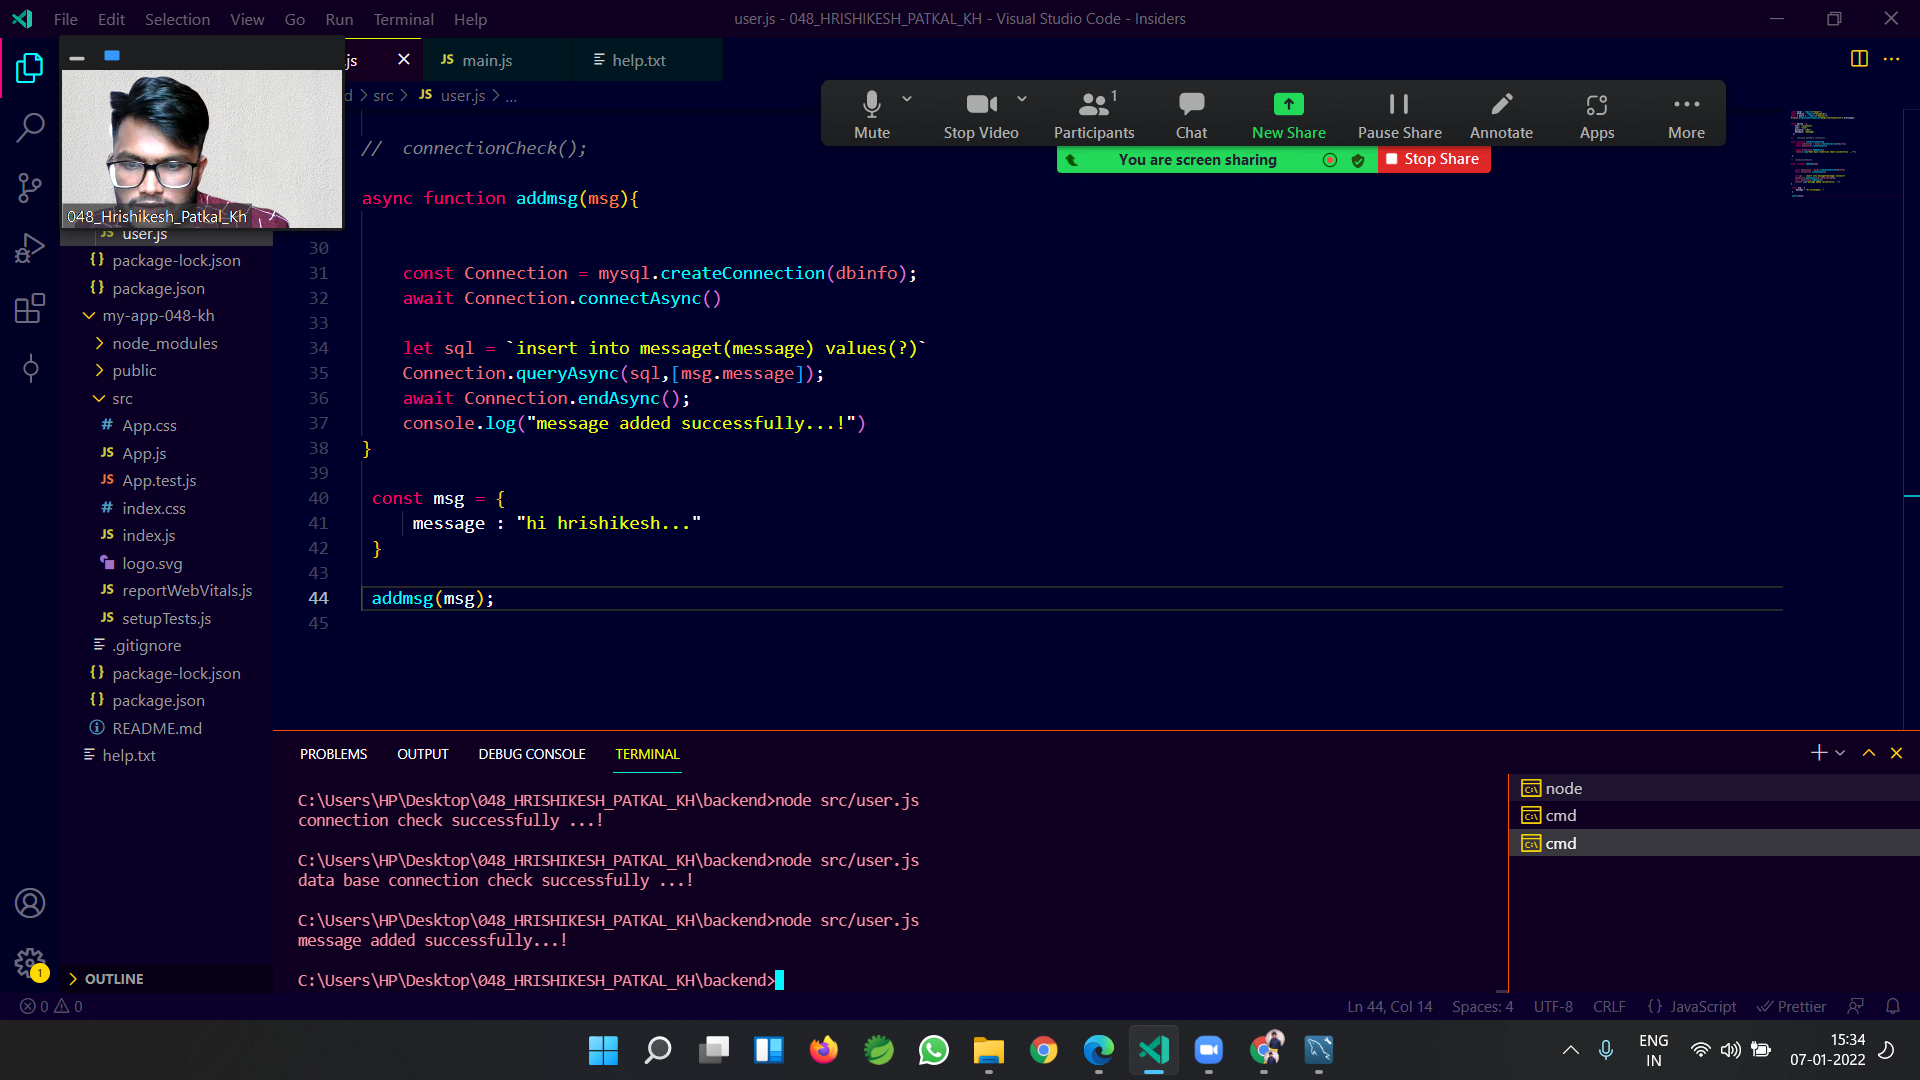 File Edit Selection View Go Run Terminal Help
user.js - 048_HRISHIKESH_PATKAL_KH - Visual Studio Code - Insiders
.js
JS main.js
help.txt
d > src > JS user.js > ...
Mute
Stop Video
Participants 1
Chat
New Share
Pause Share
Annotate
Apps
More
You are screen sharing
Stop Share
048_Hrishikesh_Patkal_Kh
JS user.js
{} package-lock.json
{} package.json
my-app-048-kh
node_modules
public
src
# App.css
JS App.js
JS App.test.js
# index.css
JS index.js
logo.svg
JS reportWebVitals.js
JS setupTests.js
.gitignore
{} package-lock.json
{} package.json
README.md
help.txt
OUTLINE
//  connectionCheck();
async function addmsg(msg){
30
31 const Connection = mysql.createConnection(dbinfo);
32 await Connection.connectAsync()
33
34 let sql = `insert into messaget(message) values(?)`
35 Connection.queryAsync(sql,[msg.message]);
36 await Connection.endAsync();
37 console.log("message added successfully...!")
38 }
39
40 const msg = {
41 message : "hi hrishikesh..."
42 }
43
44 addmsg(msg);
45
PROBLEMS OUTPUT DEBUG CONSOLE TERMINAL
C:\Users\HP\Desktop\048_HRISHIKESH_PATKAL_KH\backend>node src/user.js
connection check successfully ...!
C:\Users\HP\Desktop\048_HRISHIKESH_PATKAL_KH\backend>node src/user.js
data base connection check successfully ...!
C:\Users\HP\Desktop\048_HRISHIKESH_PATKAL_KH\backend>node src/user.js
message added successfully...!
C:\Users\HP\Desktop\048_HRISHIKESH_PATKAL_KH\backend>
node
cmd
cmd
1
0 0
Ln 44, Col 14 Spaces: 4 UTF-8 CRLF {} JavaScript Prettier
ENG
IN
15:34
07-01-2022